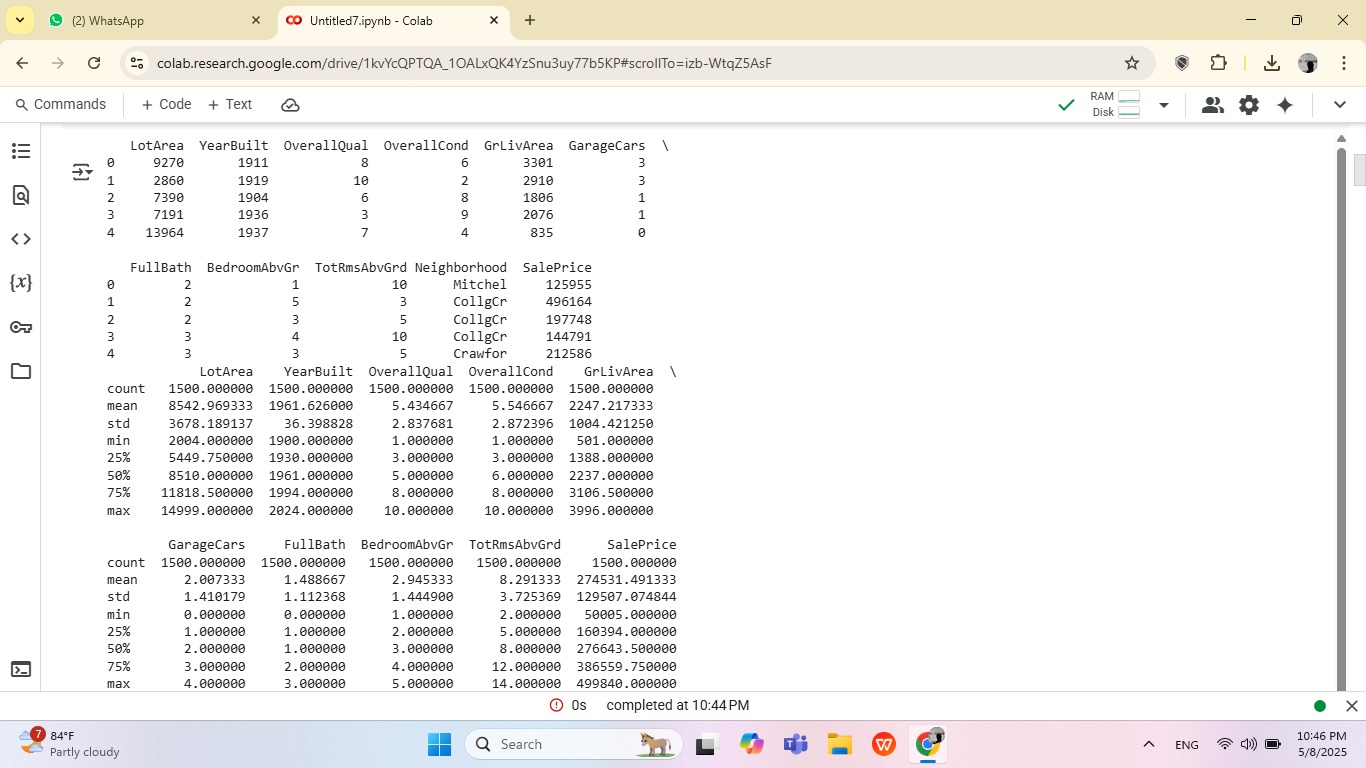 (2) WhatsApp
Untitled7.ipynb - Colab
colab.research.google.com/drive/1kvYcQPTQA_1OALxQK4YzSnu3uy77b5KP#scrollTo=izb-WtqZ5AsF
Commands + Code + Text
RAM
Disk
LotArea YearBuilt OverallQual OverallCond GrLivArea GarageCars \
0 9270 1911 8 6 3301 3
1 2860 1919 10 2 2910 3
2 7390 1904 6 8 1806 1
3 7191 1936 3 9 2076 1
4 13964 1937 7 4 835 0
FullBath BedroomAbvGr TotRmsAbvGrd Neighborhood SalePrice
0 2 1 10 Mitchel 125955
1 2 5 3 CollgCr 496164
2 2 3 5 CollgCr 197748
3 3 4 10 CollgCr 144791
4 3 3 5 Crawfor 212586
LotArea YearBuilt OverallQual OverallCond GrLivArea \
count 1500.000000 1500.000000 1500.000000 1500.000000 1500.000000
mean 8542.969333 1961.626000 5.434667 5.546667 2247.217333
std 3678.189137 36.398828 2.837681 2.872396 1004.421250
min 2004.000000 1900.000000 1.000000 1.000000 501.000000
25% 5449.750000 1930.000000 3.000000 3.000000 1388.000000
50% 8510.000000 1961.000000 5.000000 6.000000 2237.000000
75% 11818.500000 1994.000000 8.000000 8.000000 3106.500000
max 14999.000000 2024.000000 10.000000 10.000000 3996.000000
GarageCars FullBath BedroomAbvGr TotRmsAbvGrd SalePrice
count 1500.000000 1500.000000 1500.000000 1500.000000 1500.000000
mean 2.007333 1.488667 2.945333 8.291333 274531.491333
std 1.410179 1.112368 1.444900 3.725369 129507.074844
min 0.000000 0.000000 1.000000 2.000000 50005.000000
25% 1.000000 1.000000 2.000000 5.000000 160394.000000
50% 2.000000 1.000000 3.000000 8.000000 276643.500000
75% 3.000000 2.000000 4.000000 12.000000 386559.750000
max 4.000000 3.000000 5.000000 14.000000 499840.000000
0s completed at 10:44 PM
7
84°F
Partly cloudy
Search
ENG
10:46 PM
5/8/2025